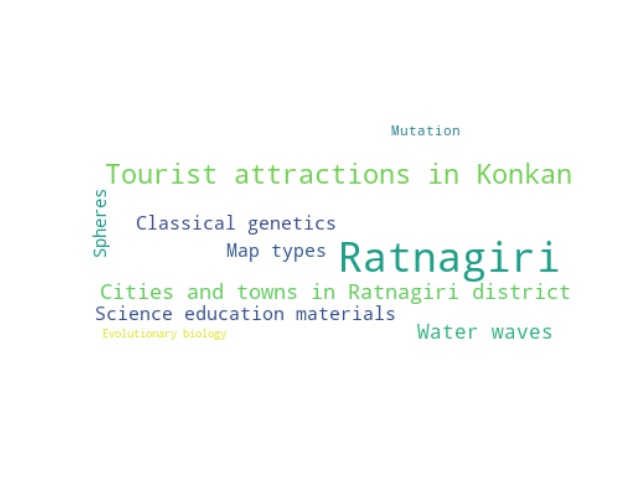 Mutation
Tourist attractions in Konkan
Spheres
Classical genetics
Map types
Ratnagiri
Cities and towns in Ratnagiri district
Science education materials
Evolutionary biology
Water waves